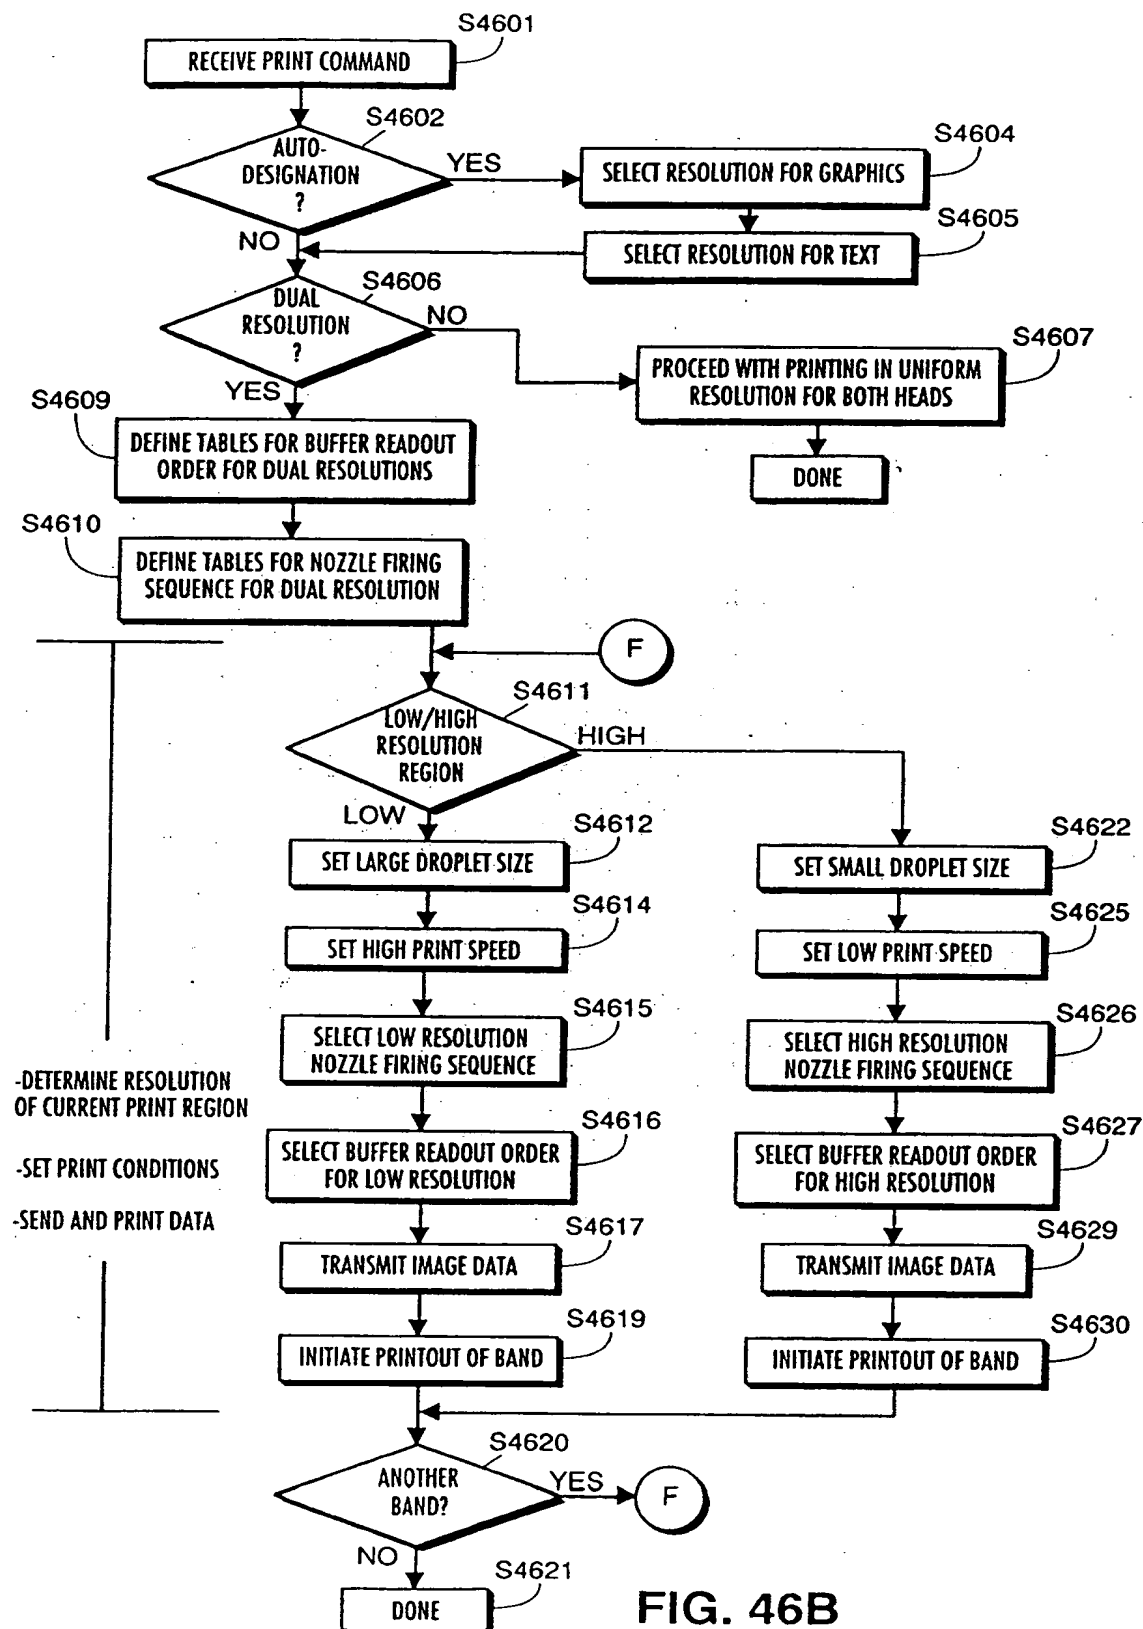 S4601
RECEIVE PRINT COMMAND
S4602
AUTO-
DESIGNATION
?
YES
S4604
SELECT RESOLUTION FOR GRAPHICS
S4605
SELECT RESOLUTION FOR TEXT
NO
S4606
DUAL
RESOLUTION
?
NO
S4607
PROCEED WITH PRINTING IN UNIFORM
RESOLUTION FOR BOTH HEADS
DONE
YES
S4609
DEFINE TABLES FOR BUFFER READOUT
ORDER FOR DUAL RESOLUTIONS
S4610
DEFINE TABLES FOR NOZZLE FIRING
SEQUENCE FOR DUAL RESOLUTION
F
S4611
LOW/HIGH
RESOLUTION
REGION
HIGH
LOW
S4612
SET LARGE DROPLET SIZE
S4614
SET HIGH PRINT SPEED
S4615
SELECT LOW RESOLUTION
NOZZLE FIRING SEQUENCE
S4616
SELECT BUFFER READOUT ORDER
FOR LOW RESOLUTION
S4617
TRANSMIT IMAGE DATA
S4619
INITIATE PRINTOUT OF BAND
S4622
SET SMALL DROPLET SIZE
S4625
SET LOW PRINT SPEED
S4626
SELECT HIGH RESOLUTION
NOZZLE FIRING SEQUENCE
S4627
SELECT BUFFER READOUT ORDER
FOR HIGH RESOLUTION
S4629
TRANSMIT IMAGE DATA
S4630
INITIATE PRINTOUT OF BAND
-DETERMINE RESOLUTION
OF CURRENT PRINT REGION
-SET PRINT CONDITIONS
-SEND AND PRINT DATA
S4620
ANOTHER
BAND?
YES
F
NO
S4621
DONE
FIG. 46B